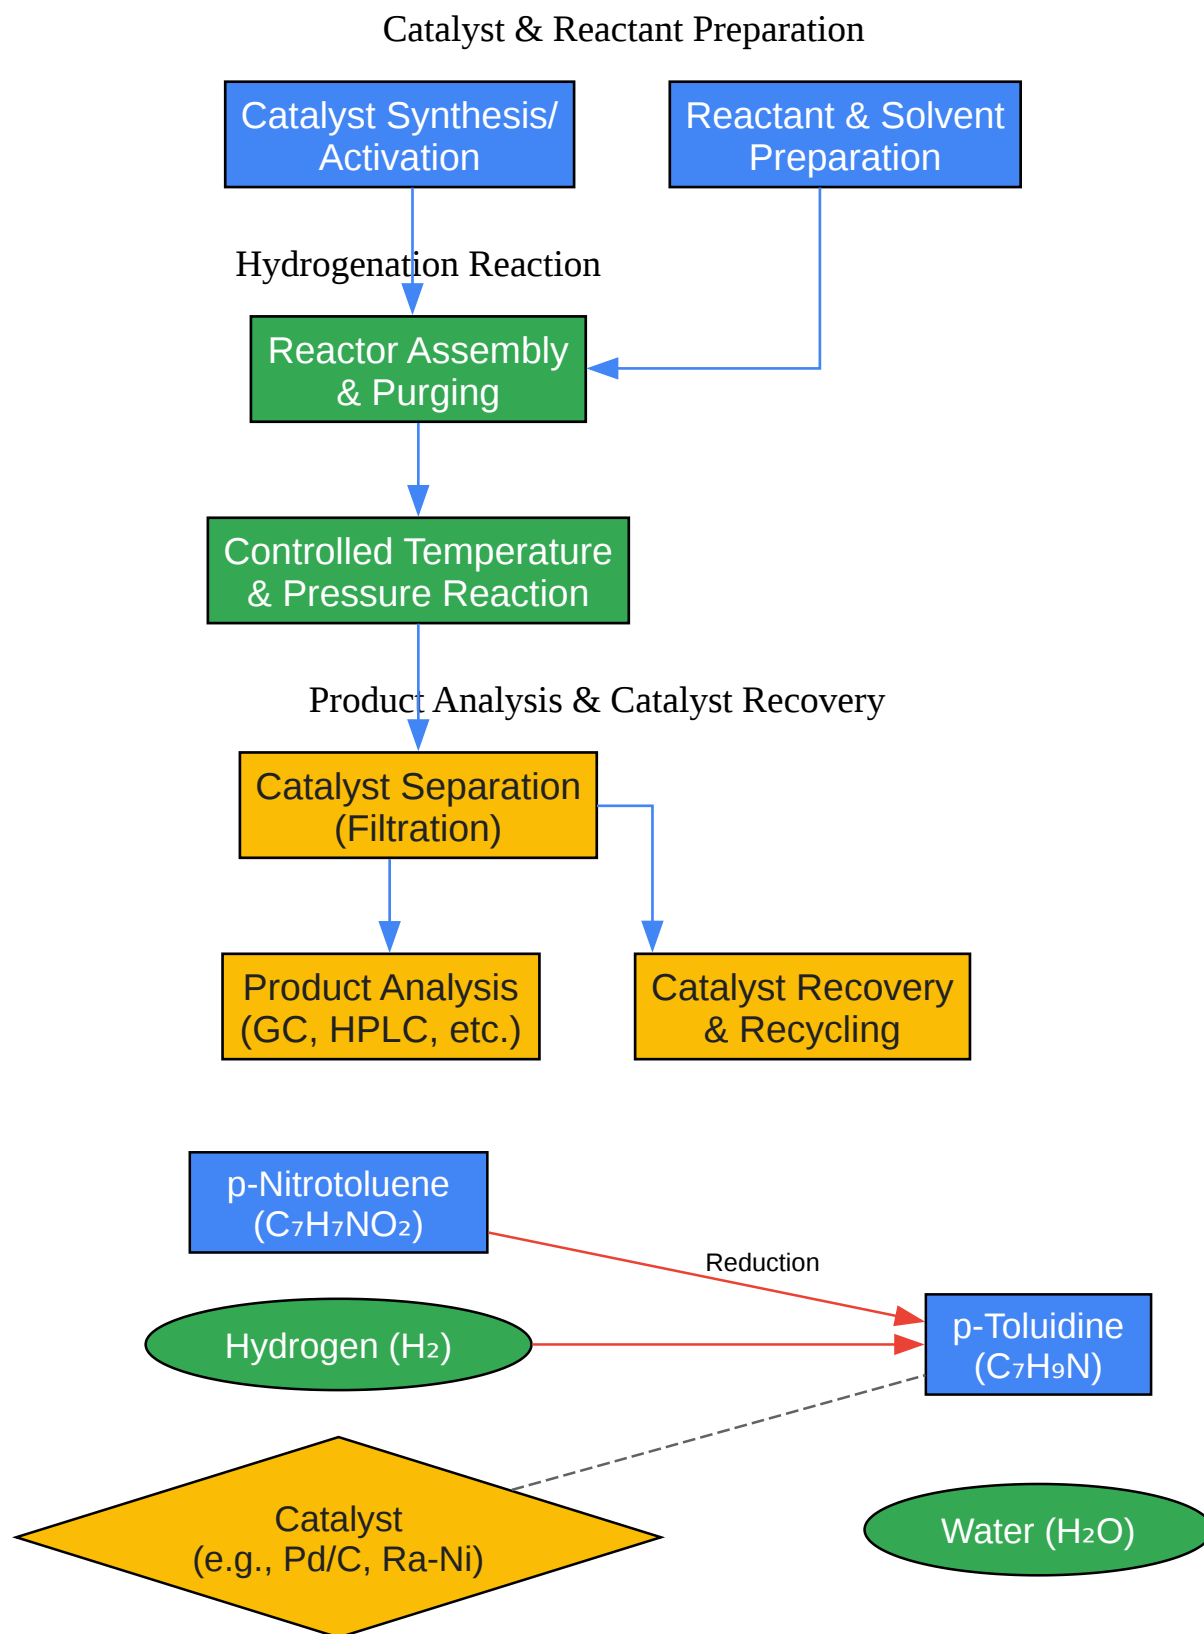 Catalyst & Reactant Preparation
Catalyst Synthesis/
Activation
Reactant & Solvent
Preparation
Hydrogenation Reaction
Reactor Assembly
& Purging
Controlled Temperature
& Pressure Reaction
Product Analysis & Catalyst Recovery
Catalyst Separation
(Filtration)
Product Analysis
(GC, HPLC, etc.)
Catalyst Recovery
& Recycling
p-Nitrotoluene
(C₇H₇NO₂)
Reduction
Hydrogen (H₂)
p-Toluidine
(C₇H₉N)
Catalyst
(e.g., Pd/C, Ra-Ni)
Water (H₂O)